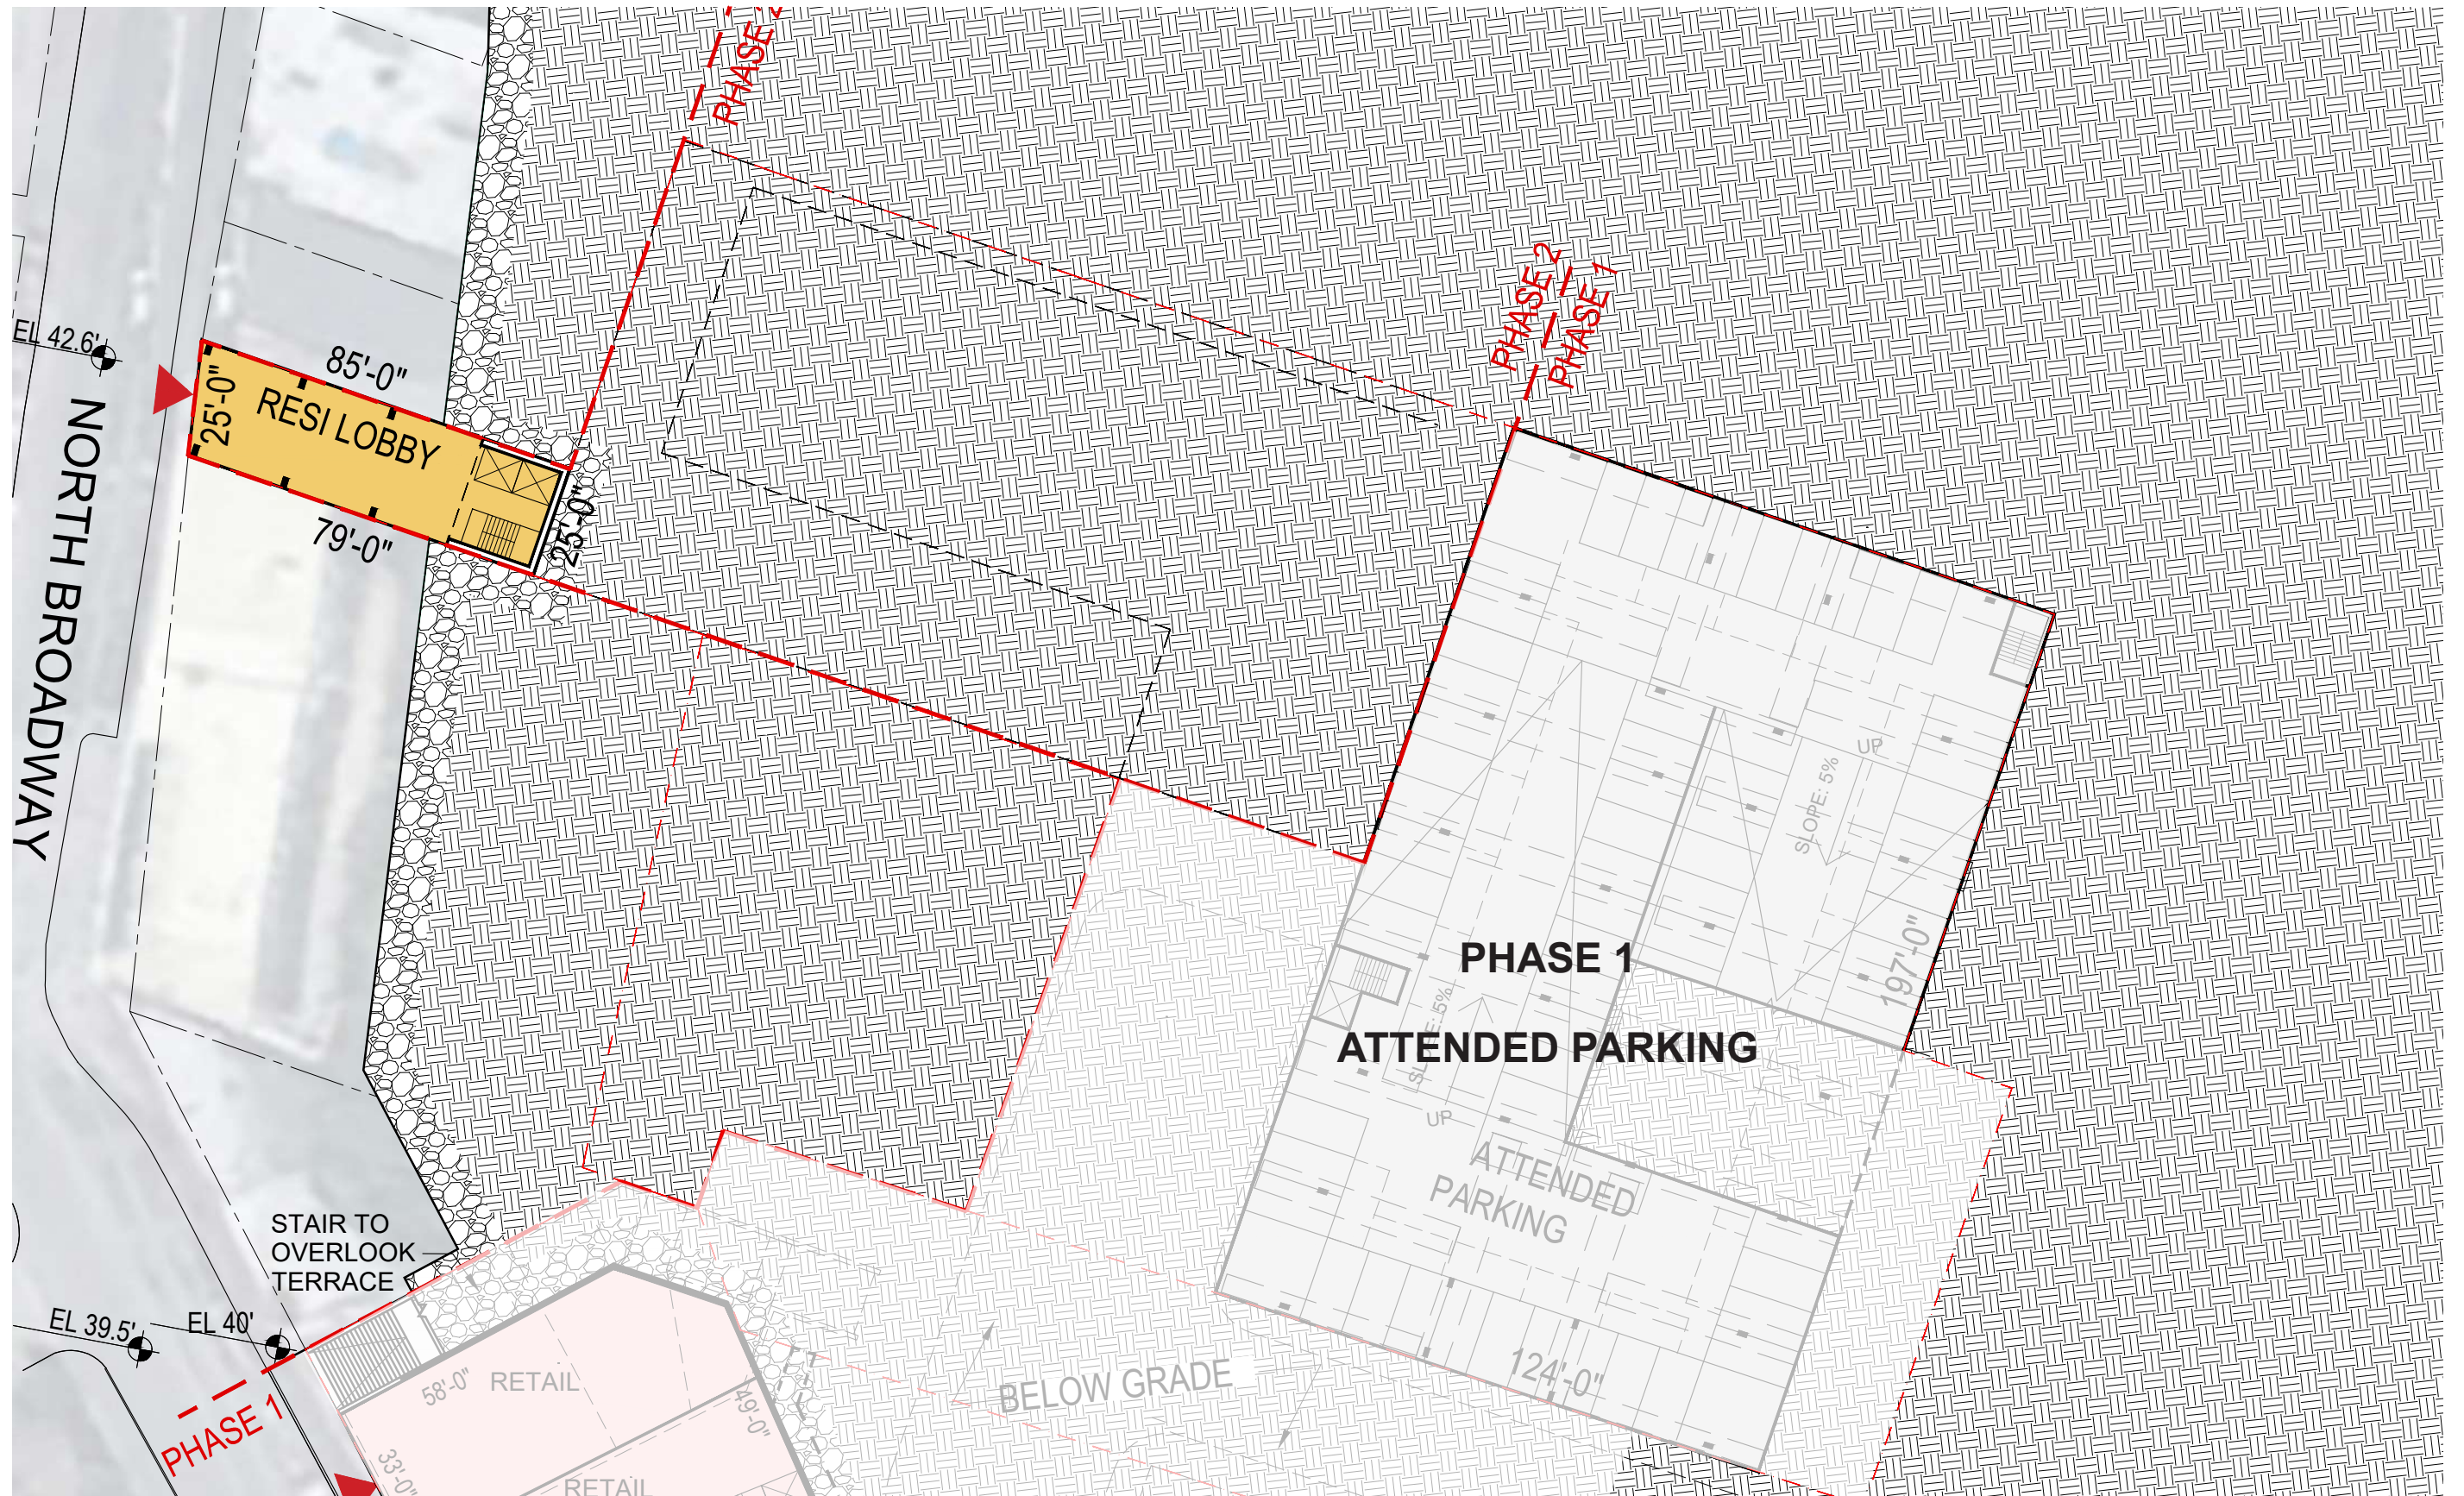 PHASE 2
PHASE 2
PHASE 1
EL 42.6'
85'-0"
25'-0"
RESI LOBBY
79'-0"
25'-0"
NORTH BROADWAY
UP
SLOPE: 5%
197'-0"
PHASE 1
ATTENDED PARKING
SLOPE: 5%
UP
ATTENDED
PARKING
124'-0"
BELOW GRADE
STAIR TO
OVERLOOK
TERRACE
EL 39.5'
EL 40'
PHASE 1
58'-0"
RETAIL
49'-0"
33'-0"
RETAIL